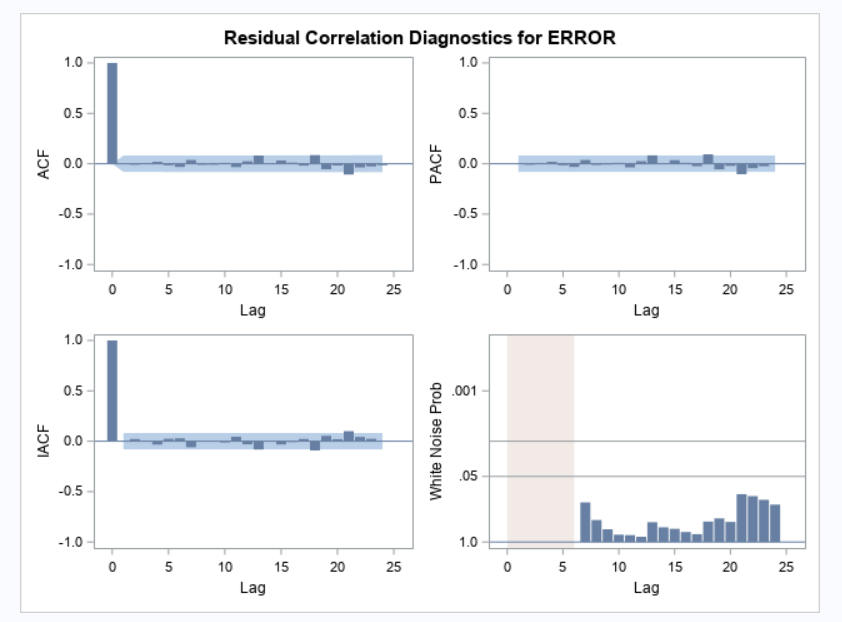 Residual Correlation Diagnostics for ERROR
1.0
0.5
0.0
-0.5
-1.0
ACF
0 5 10 15 20 25
Lag
1.0
0.5
0.0
-0.5
-1.0
PACF
0 5 10 15 20 25
Lag
1.0
0.5
0.0
-0.5
-1.0
IACF
0 5 10 15 20 25
Lag
.001
.05
1.0
White Noise Prob
0 5 10 15 20 25
Lag